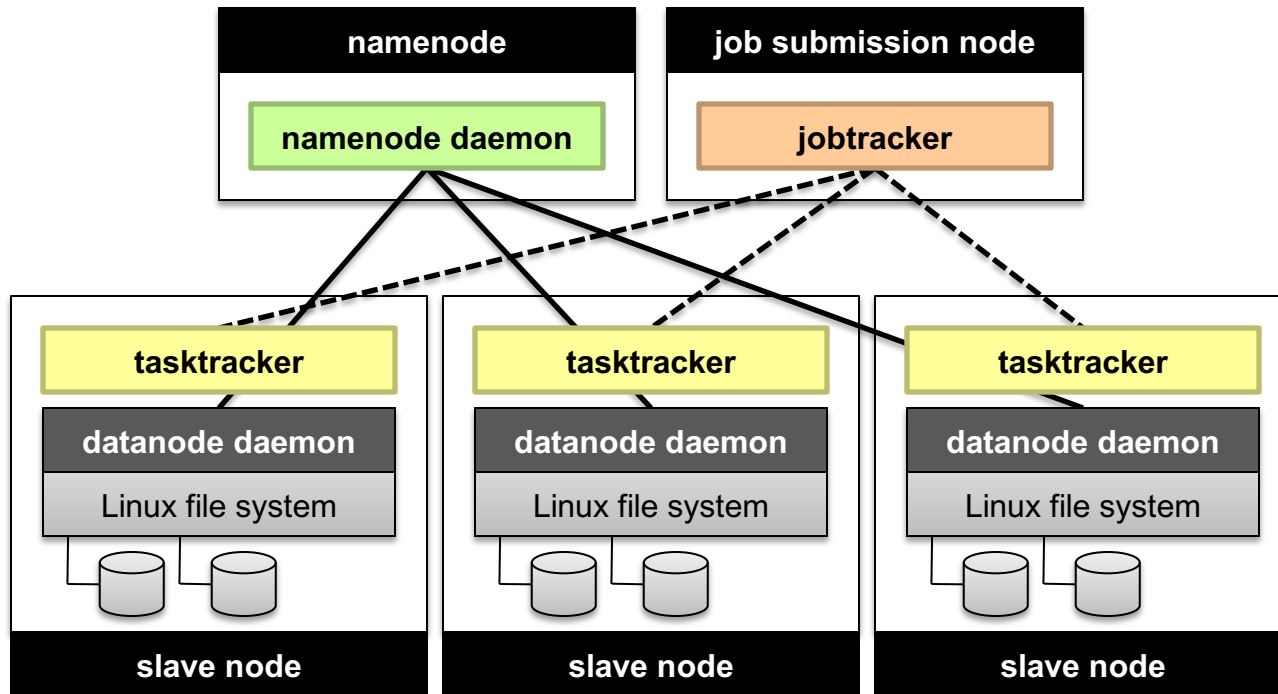 namenode
job submission node
namenode daemon
jobtracker
tasktracker
tasktracker
tasktracker
datanode daemon
datanode daemon
datanode daemon
Linux file system
Linux file system
Linux file system
slave node
slave node
slave node